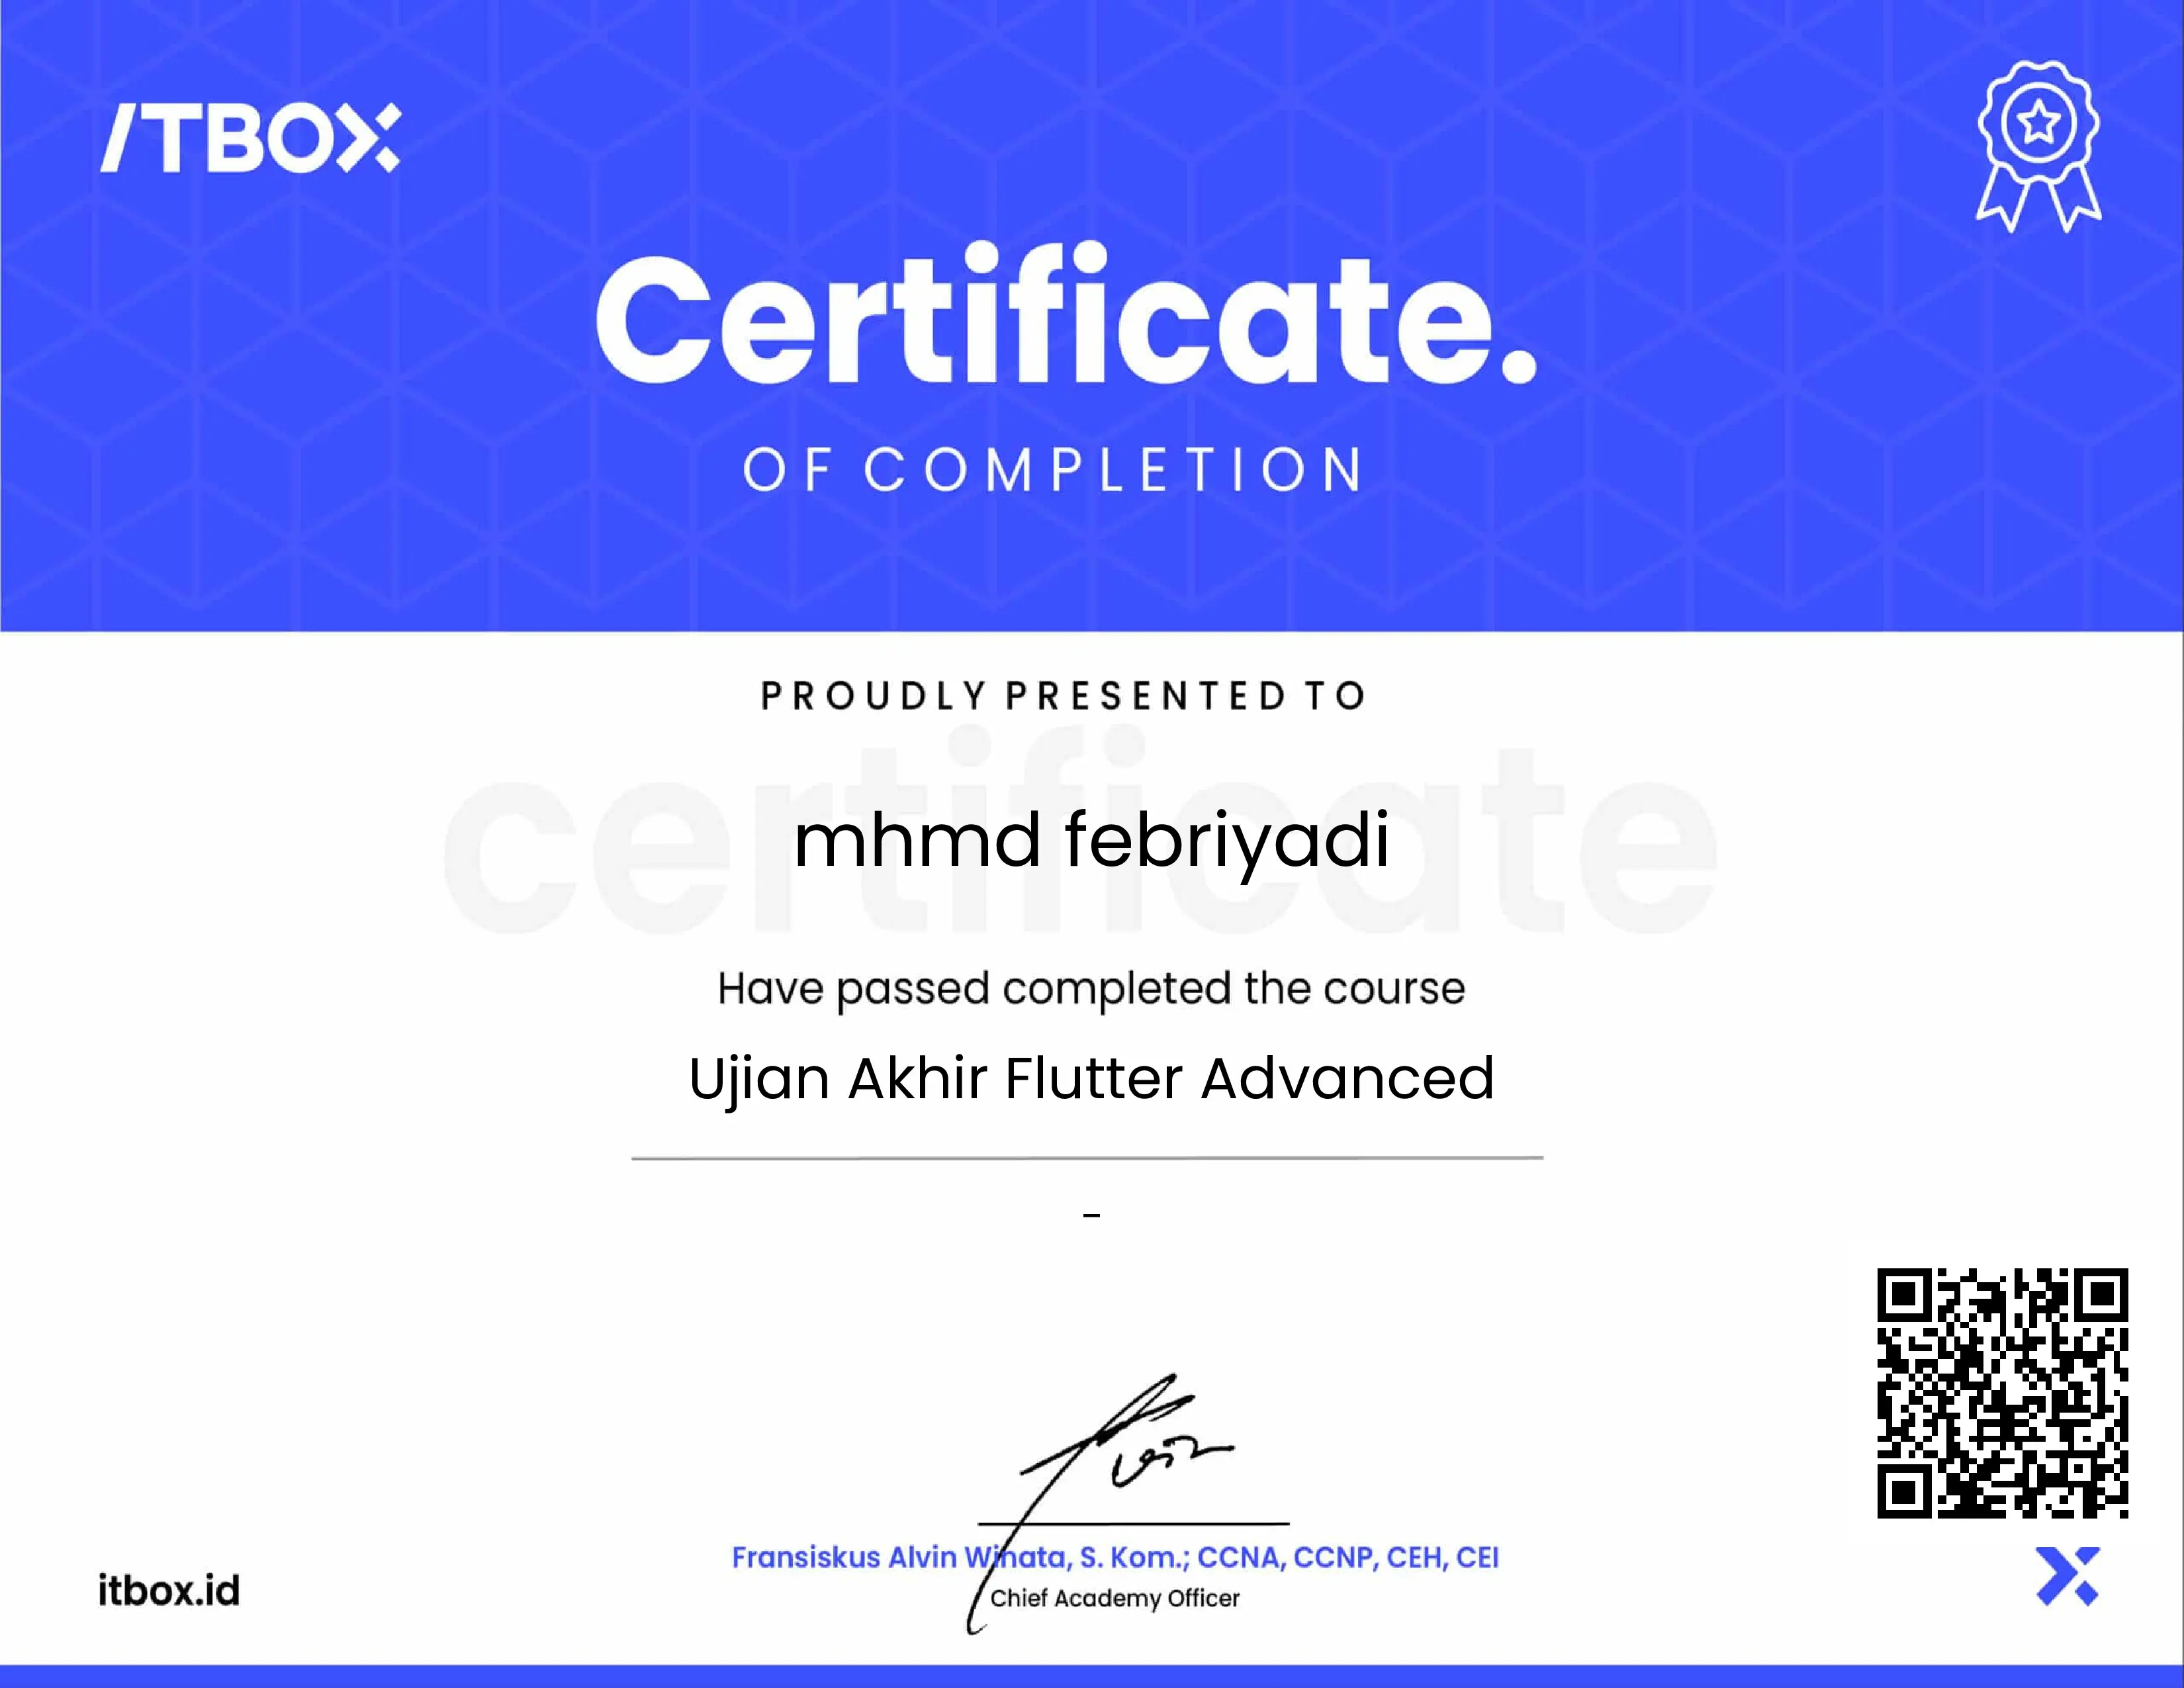 ITBOX
Certificate.
OF COMPLETION
PROUDLY PRESENTED TO
certificate
mhmd febriyadi
Have passed completed the course
Ujian Akhir Flutter Advanced
-
Fransiskus Alvin Winata, S. Kom.; CCNA, CCNP, CEH, CEI
Chief Academy Officer
itbox.id